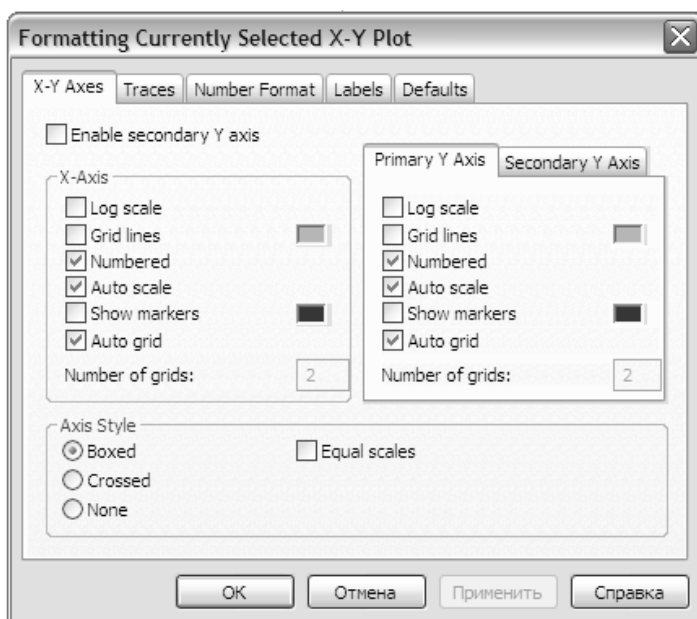 Formatting Currently Selected X-Y Plot
X-Y Axes Traces Number Format Labels Defaults
Enable secondary Y axis
X-Axis
Log scale
Grid lines
Numbered
Auto scale
Show markers
Auto grid
Number of grids: 2
Primary Y Axis Secondary Y Axis
Log scale
Grid lines
Numbered
Auto scale
Show markers
Auto grid
Number of grids: 2
Axis Style
Boxed
Crossed
None
Equal scales
OK Отмена Применить Справка